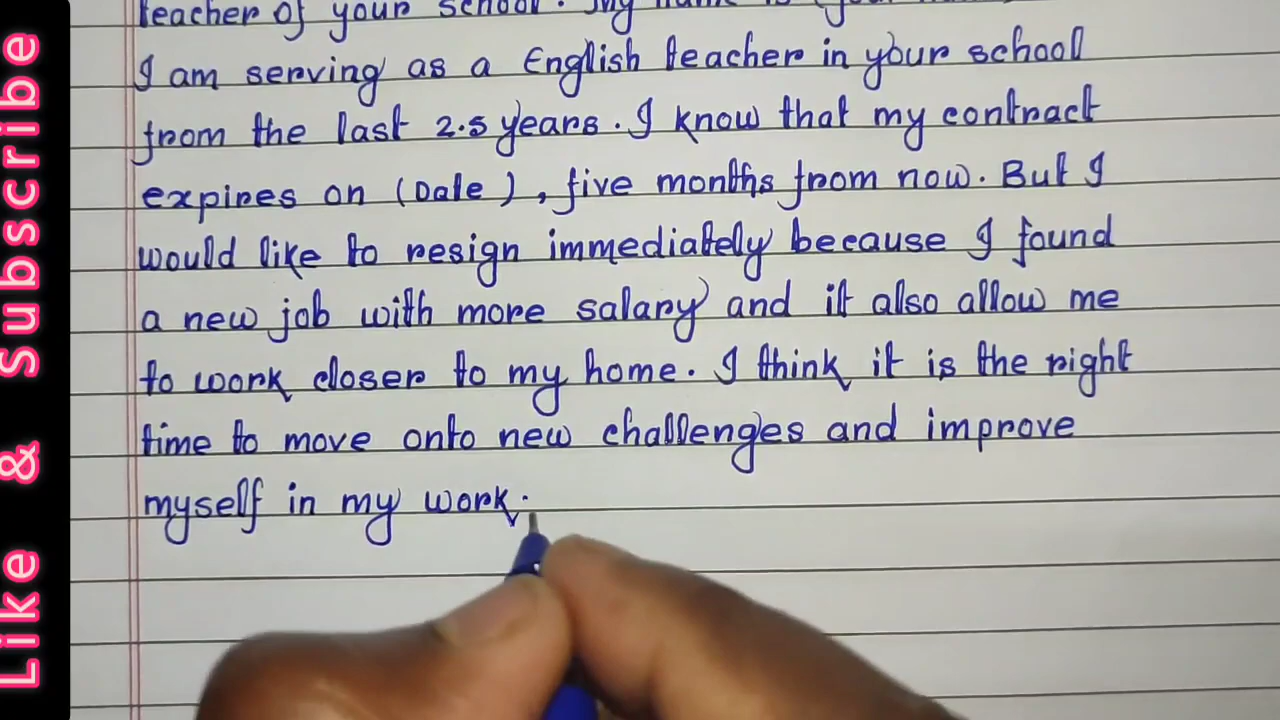 teacher of your school. My name is
I am serving as a English teacher in your school
from the last 2.5 years. I know that my contract
expires on (Date), five months from now. But I
would like to resign immediately because I found
a new job with more salary and it also allow me
to work closer to my home. I think it is the right
time to move onto new challenges and improve
myself in my work.
Like & Subscribe